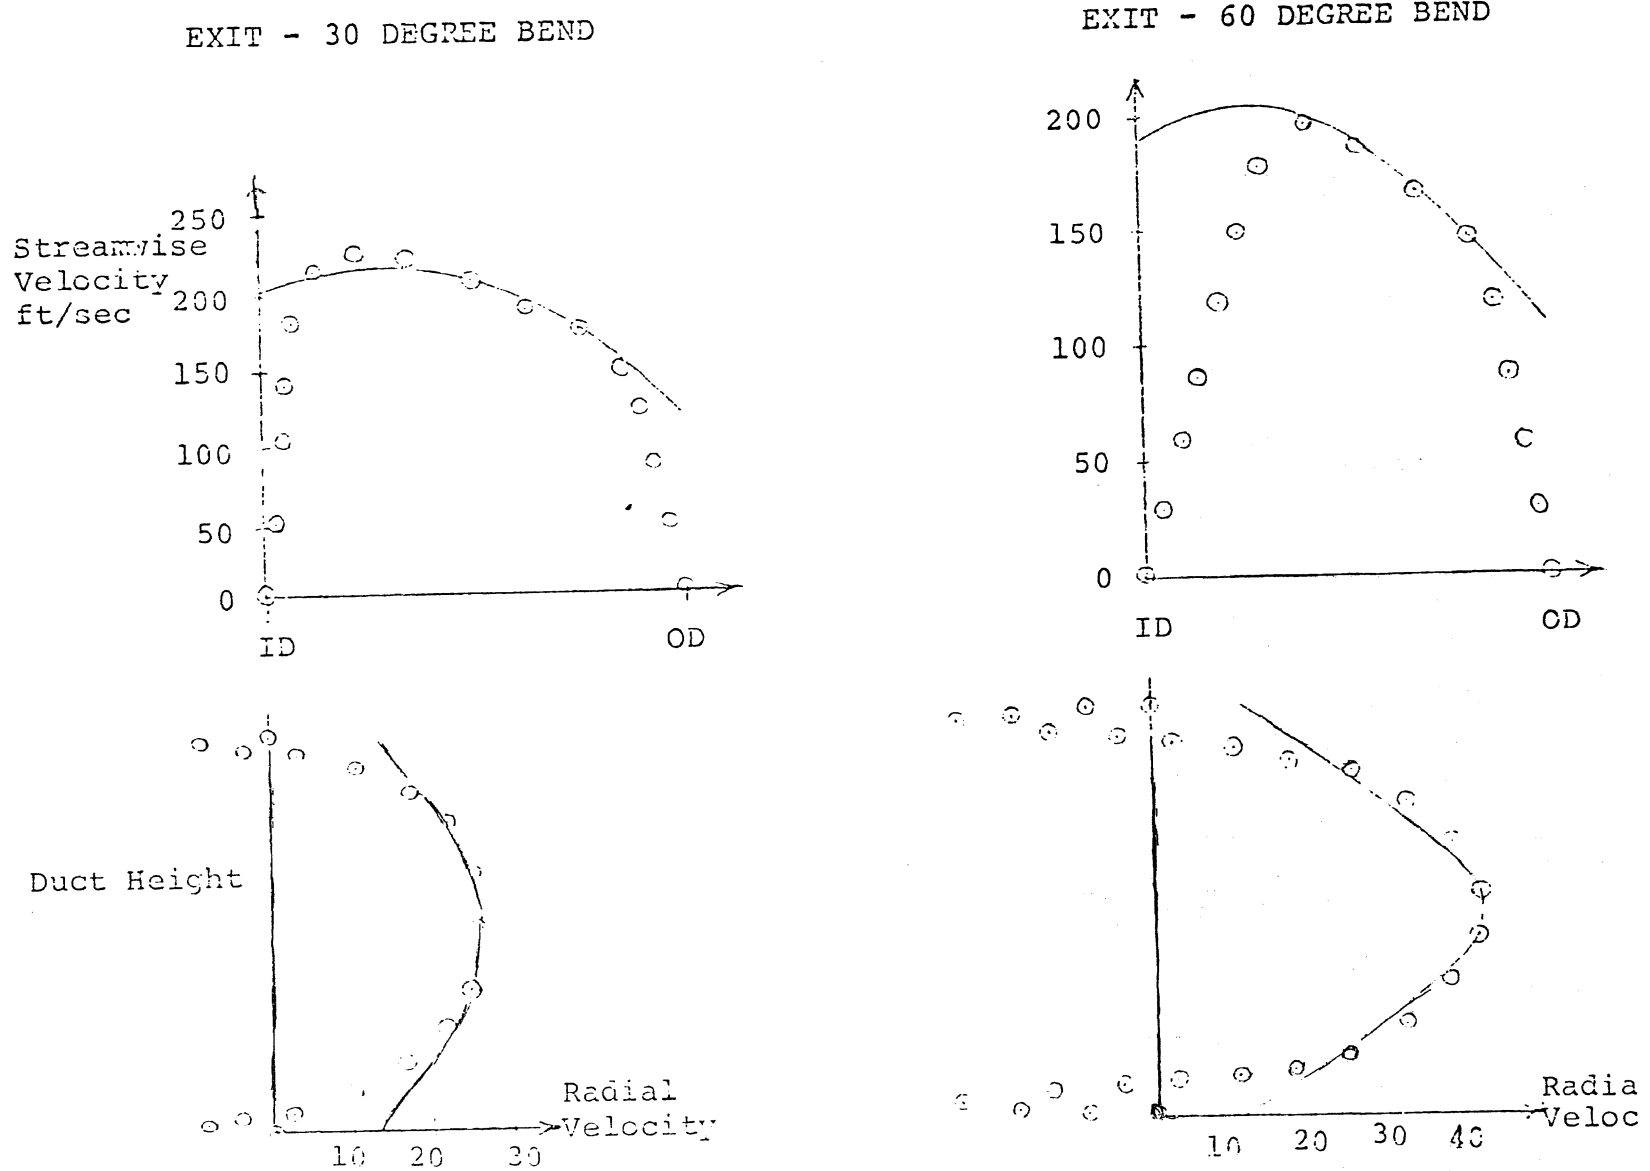 EXIT - 30 DEGREE BEND
EXIT - 60 DEGREE BEND
250
Streamwise
Velocity
200
ft/sec
150
100
50
0
ID
OD
200
150
100
50
0
ID
OD
Duct Height
Radial
Velocity
10 20 30
Radia
Veloc
10 20 30 40